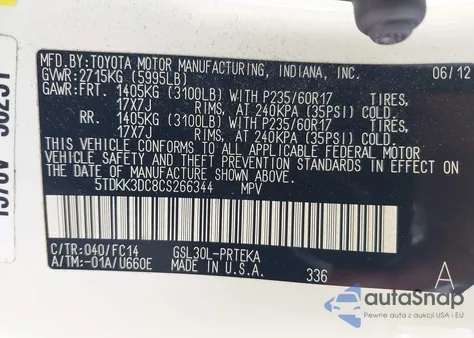 MFD.BY:TOYOTA MOTOR MANUFACTURING, INDIANA, INC. 06/12
GVWR: 2715KG (5995LB)
GAWR:FRT. 1405KG (3100LB) WITH P235/60R17 TIRES,
17X7J RIMS, AT 240KPA (35PSI) COLD
RR. 1405KG (3100LB) WITH P235/60R17 TIRES,
17X7J RIMS, AT 240KPA (35PSI) COLD
THIS VEHICLE CONFORMS TO ALL APPLICABLE FEDERAL MOTOR
VEHICLE SAFETY AND THEFT PREVENTION STANDARDS IN EFFECT ON
THE DATE OF MANUFACTURE SHOWN ABOVE.
5TDKK3DC8CS266344 MPV
C/TR:040/FC14 GSL30L-PRTEKA
A/TM:-01A/U660E MADE IN U.S.A. 336 A
autoSnap
Pewne auta z aukcji w USA i EU